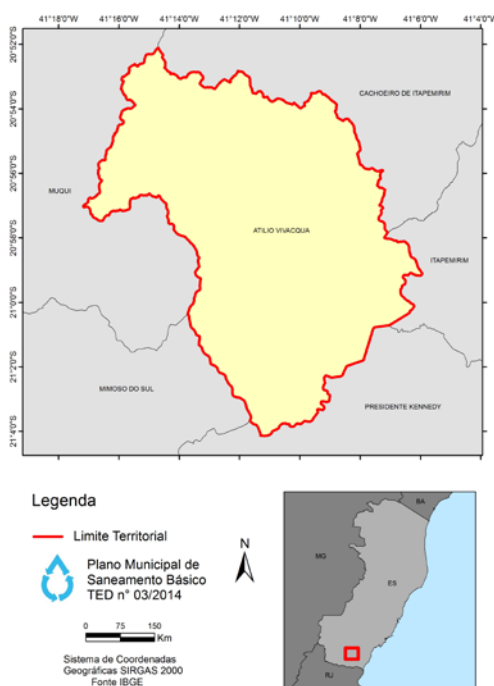 41°18'0"O 41°16'0"O 41°14'0"O 41°12'0"O 41°10'0"O 41°8'0"O 41°6'0"O 41°4'0"O
20°52'0"S
20°54'0"S
20°56'0"S
20°58'0"S
21°0'0"S
21°2'0"S
21°4'0"S
CACHOEIRO DE ITAPEMIRIM
MUQUI
ATILIO VIVACQUA
ITAPEMIRIM
MIMOSO DO SUL
PRESIDENTE KENNEDY
Legenda
Limite Territorial
Plano Municipal de
Saneamento Básico
TED n° 03/2014
0 75 150
Km
Sistema de Coordenadas
Geográficas SIRGAS 2000
Fonte IBGE
N
BA
MG
ES
RJ